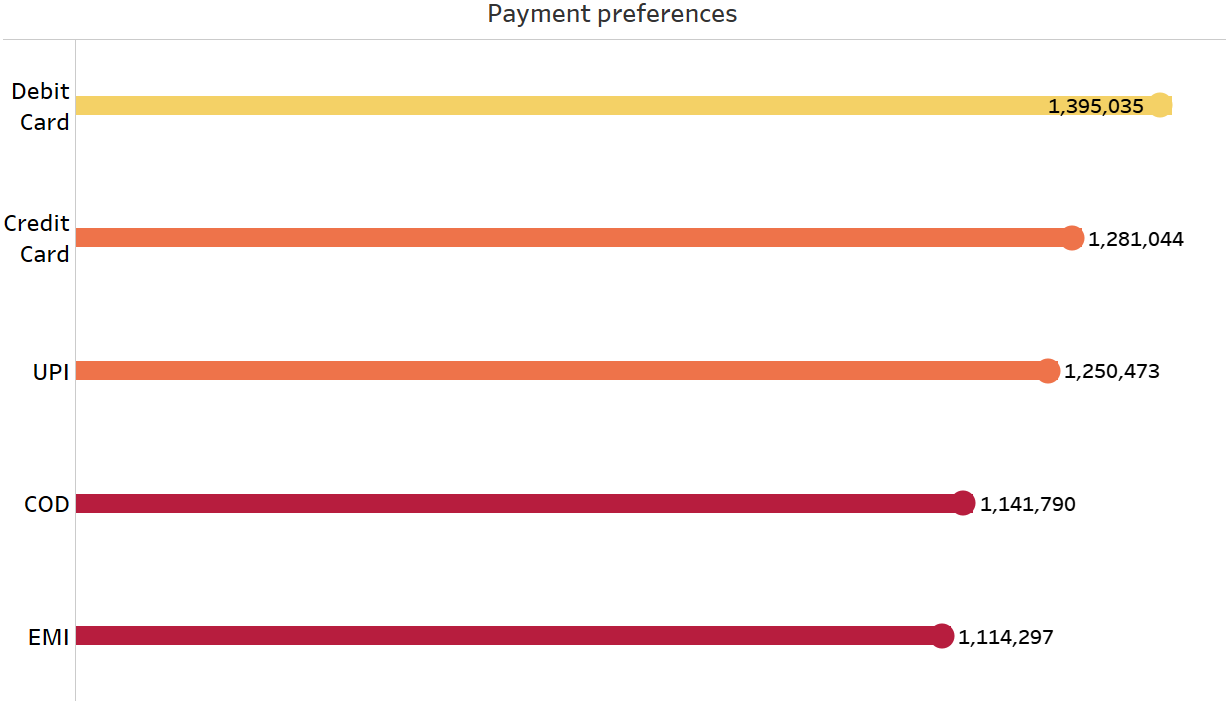 Payment preferences
Debit
Card
1,395,035
Credit
Card
1,281,044
UPI
1,250,473
COD
1,141,790
EMI
1,114,297